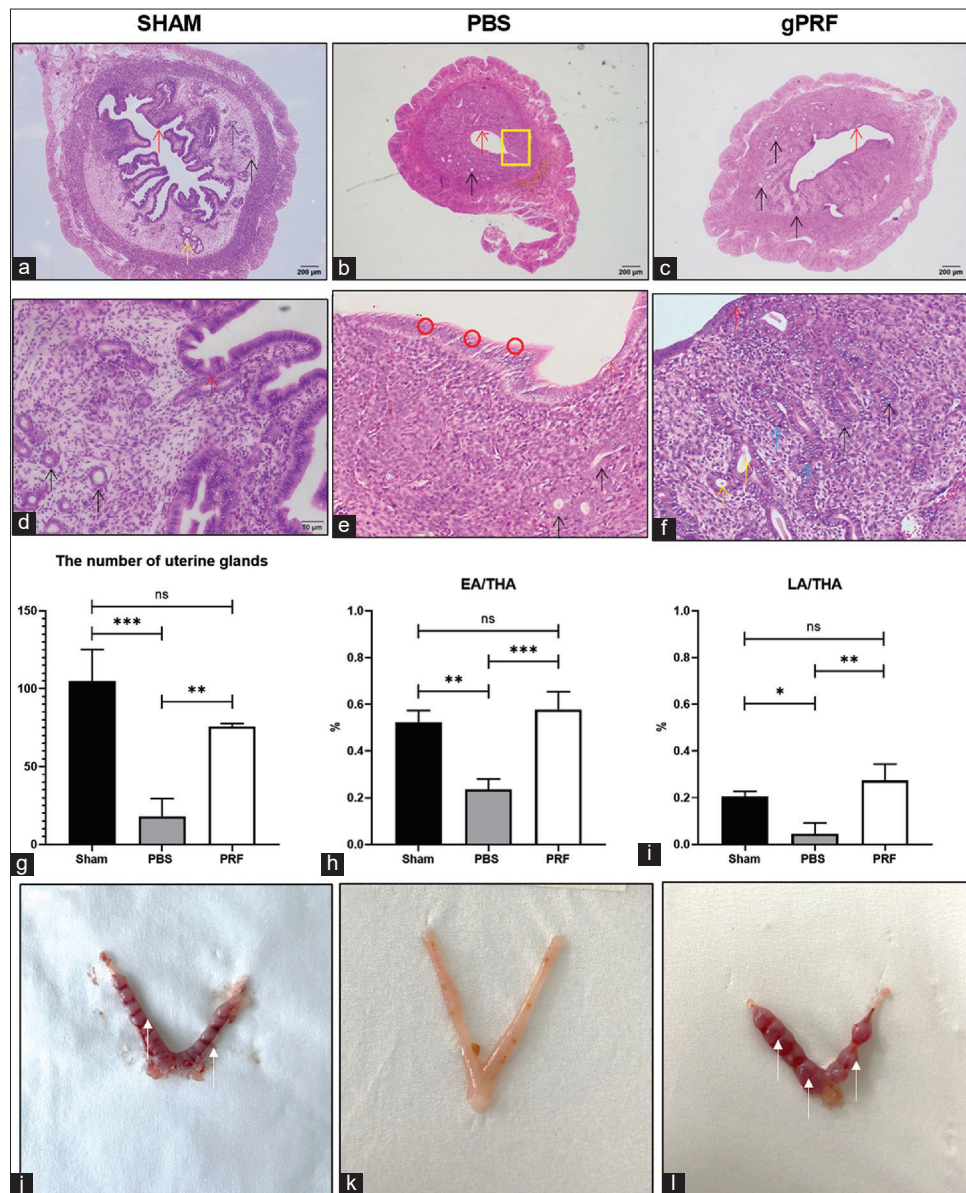 SHAM PBS gPRF
a 200 µm
b 200 µm
c 200 µm
d 50 µm
e
f
The number of uterine glands
ns
***
**
150
100
50
0
Sham PBS PRF
g
EA/THA
ns
***
**
1.0
0.8
0.6
0.4
0.2
0.0
%
Sham PBS PRF
h
LA/THA
ns
**
*
1.0
0.8
0.6
0.4
0.2
0.0
%
Sham PBS PRF
i
j
k
l